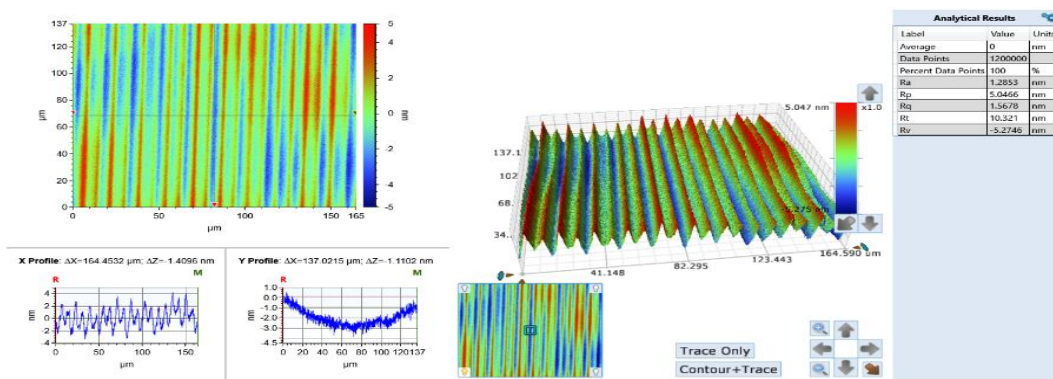 137
120
100
80
60
40
20
0
µm
0
50
100
150
165
µm
5
4
2
0
-2
-4
-5
nm
X Profile: ΔX=164.4532 µm; ΔZ=-1.4096 nm
R
M
4
2
0
-2
-4
nm
0
50
100
150
µm
Y Profile: ΔX=137.0215 µm; ΔZ=-1.1102 nm
R
M
1.0
0.0
-1.0
-2.0
-3.0
-4.5
nm
0
20
40
60
80
100
120
137
µm
5.047 nm
x1.0
-5.275 nm
137.1
102
68.
34.
41.148
82.295
123.443
164.590 um
Trace Only
Contour+Trace
Analytical Results
Label Value Units
Average 0 nm
Data Points 1200000
Percent Data Points 100 %
Ra 1.2853 nm
Rp 5.0466 nm
Rq 1.5678 nm
Rt 10.321 nm
Rv -5.2746 nm